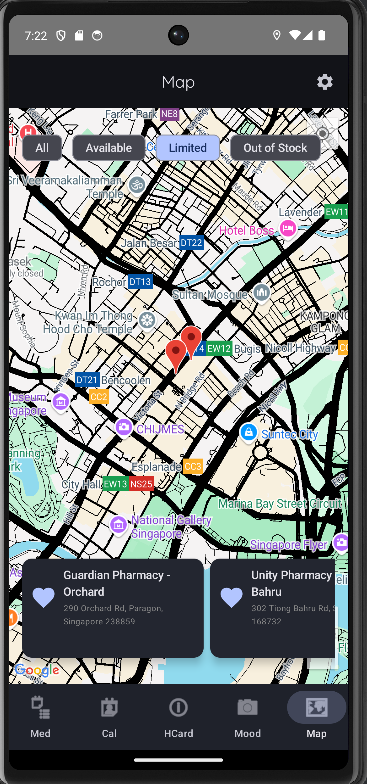 7:22
Map
Farrer Park NE8
All
Available
Limited
Out of Stock
Sri Veeramakaliamman
Temple
Lavender EW11
Hotel Boss
Jalan Besar DT22
Rochor DT13
Sultan Mosque
KAMPONG
GLAM
Kwan Im Thong
Hood Cho Temple
EW12 Bugis
Nicoll Highway
DT21 Bencoolen
CC2
CHIJMES
Suntec City
Esplanade CC3
City Hall EW13 NS25
Marina Bay Street Circuit
National Gallery
Singapore
Singapore Flyer
Guardian Pharmacy -
Orchard
290 Orchard Rd, Paragon,
Singapore 238859
Unity Pharmacy
Bahru
302 Tiong Bahru Rd,
168732
Google
Med
Cal
HCard
Mood
Map